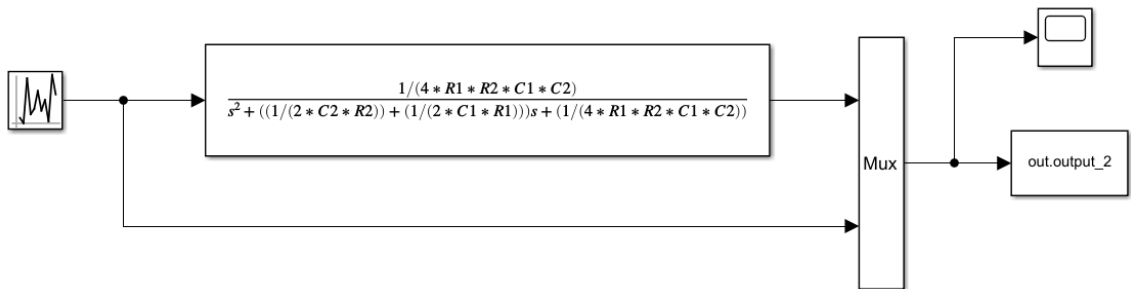 1/(4 * R1 * R2 * C1 * C2)
s² + ((1/(2 * C2 * R2)) + (1/(2 * C1 * R1)))s + (1/(4 * R1 * R2 * C1 * C2))
Mux
out.output_2